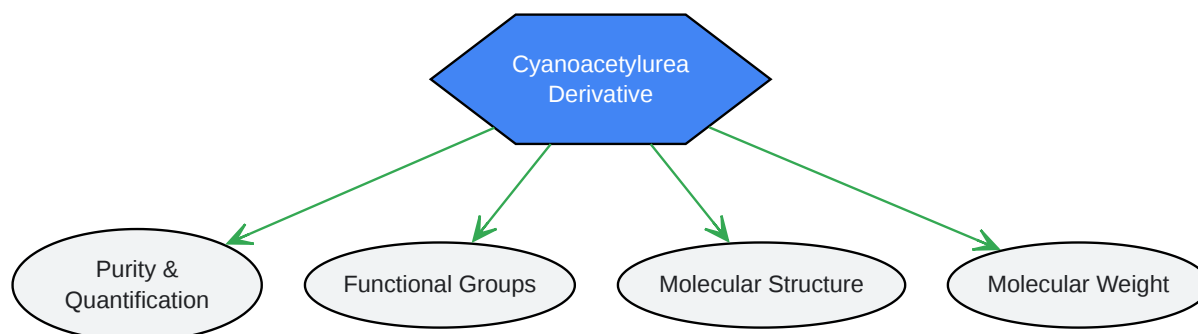 Cyanoacetylurea
Derivative
Purity &
Quantification
Functional Groups
Molecular Structure
Molecular Weight